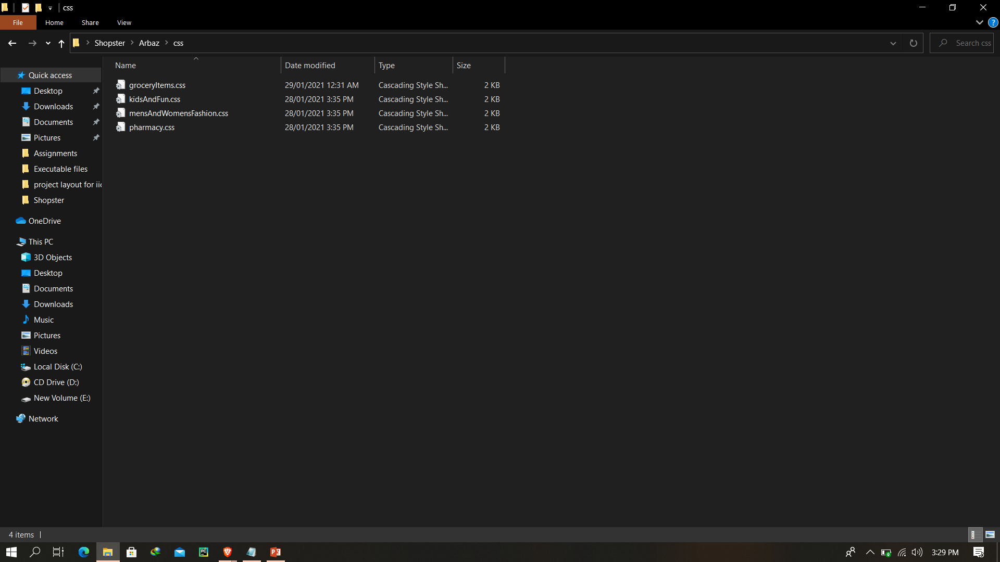 css
File Home Share View
Shopster Arbaz css
Search css
Name Date modified Type Size
groceryItems.css 29/01/2021 12:31 AM Cascading Style Sh... 2 KB
kidsAndFun.css 28/01/2021 3:35 PM Cascading Style Sh... 2 KB
mensAndWomensFashion.css 28/01/2021 3:35 PM Cascading Style Sh... 2 KB
pharmacy.css 28/01/2021 3:35 PM Cascading Style Sh... 2 KB
Quick access
Desktop
Downloads
Documents
Pictures
Assignments
Executable files
project layout for iic
Shopster
OneDrive
This PC
3D Objects
Desktop
Documents
Downloads
Music
Pictures
Videos
Local Disk (C:)
CD Drive (D:)
New Volume (E:)
Network
4 items
3:29 PM